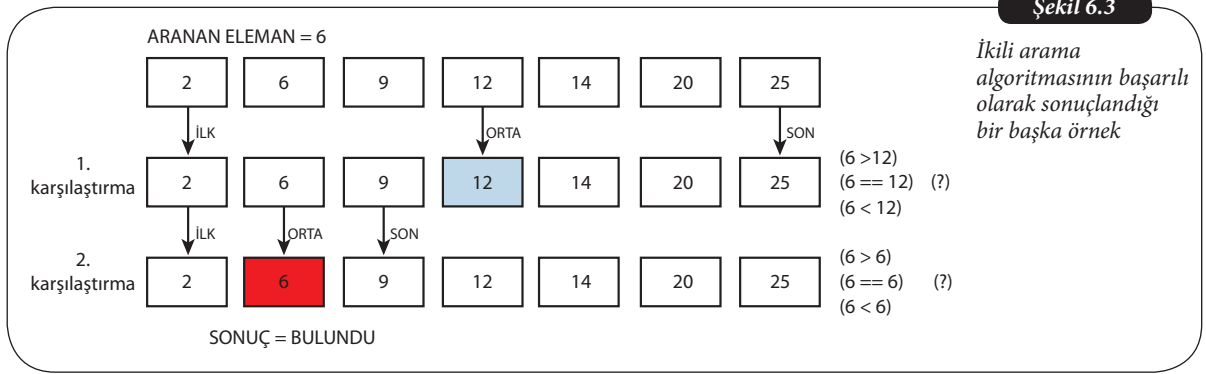 Şekil 6.3
İkili arama
algoritmasının başarılı
olarak sonuçlandığı
bir başka örnek
ARANAN ELEMAN = 6
2 6 9 12 14 20 25
İLK ORTA SON
1.
karşılaştırma
2 6 9 12 14 20 25
(6 >12)
(6 == 12) (?)
(6 < 12)
İLK ORTA SON
2.
karşılaştırma
2 6 9 12 14 20 25
(6 > 6)
(6 == 6) (?)
(6 < 6)
SONUÇ = BULUNDU